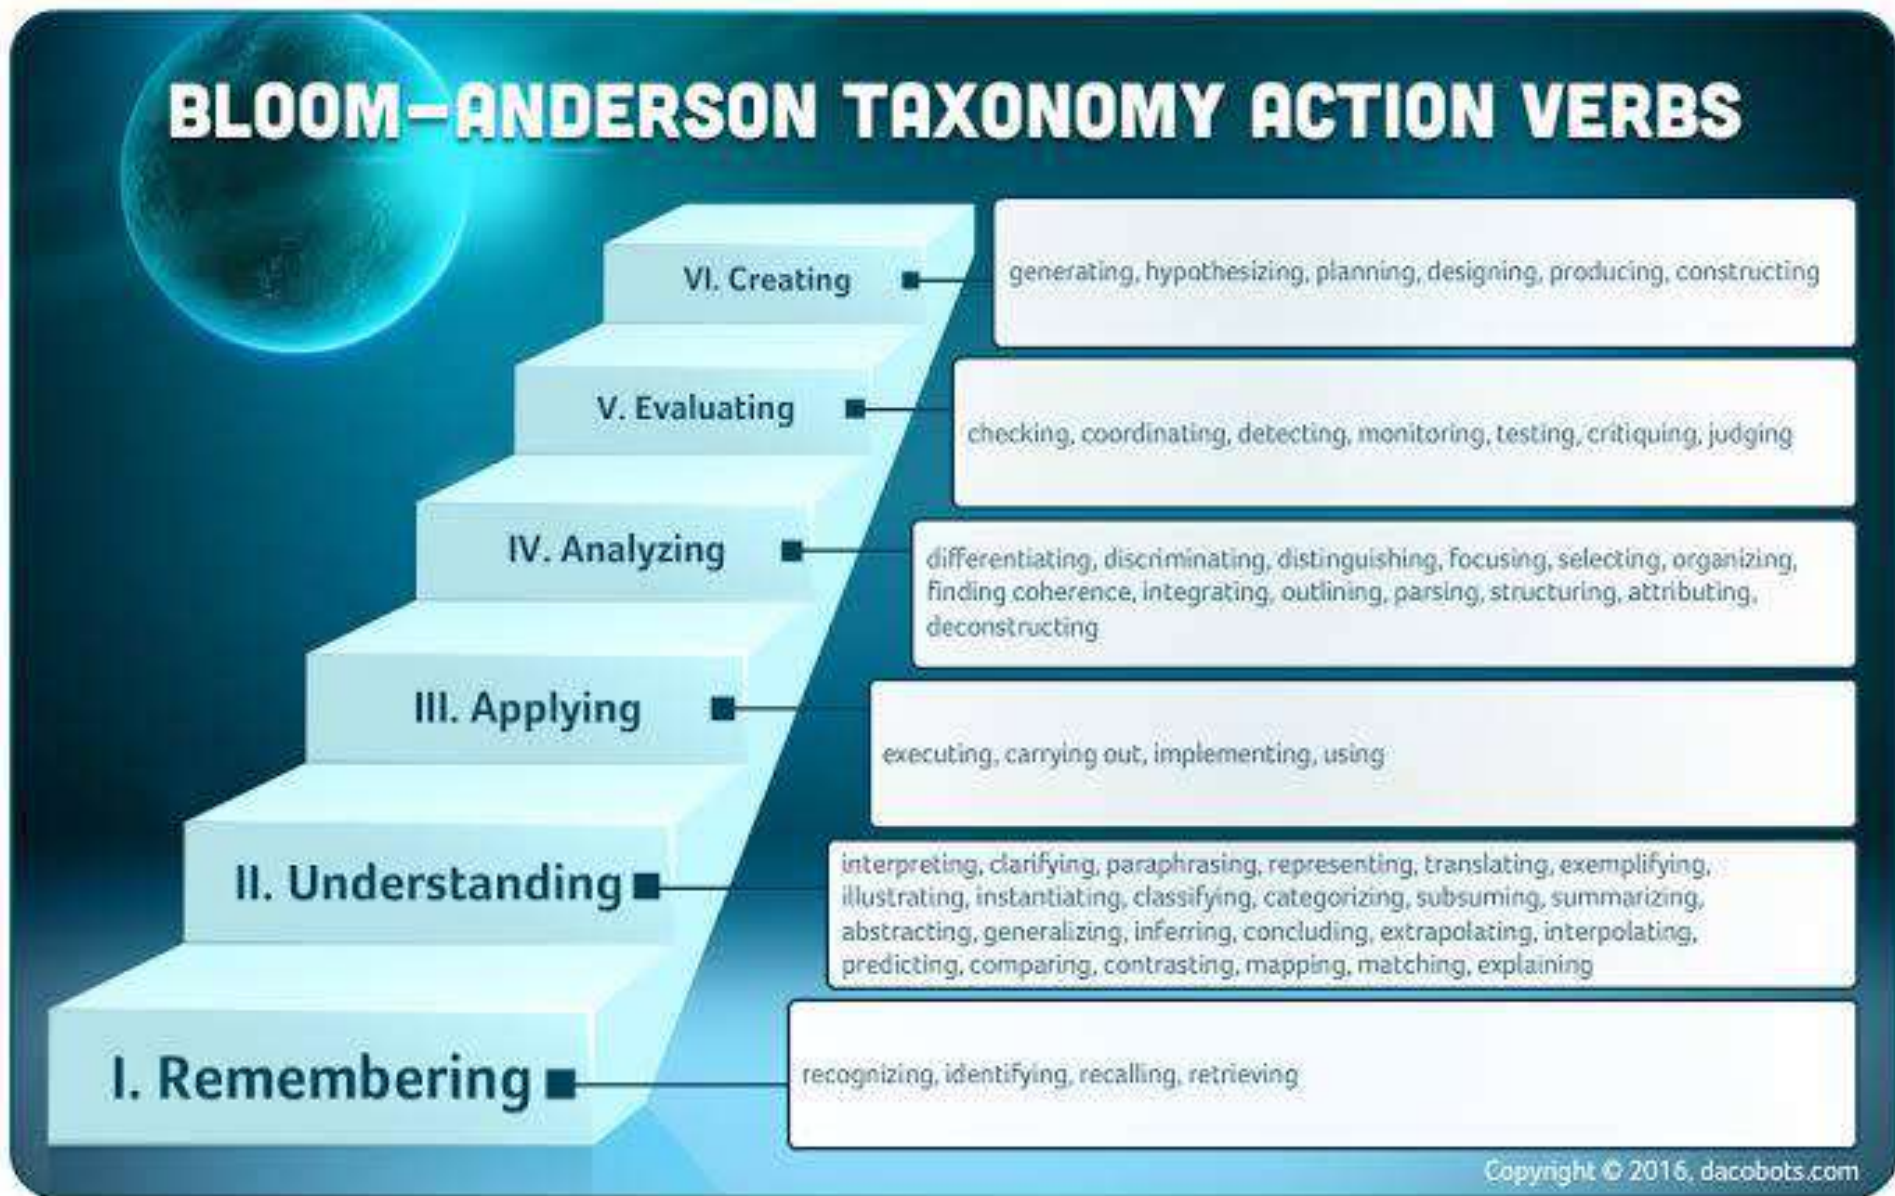 BLOOM-ANDERSON TAXONOMY ACTION VERBS
VI. Creating
generating, hypothesizing, planning, designing, producing, constructing
V. Evaluating
checking, coordinating, detecting, monitoring, testing, critiquing, judging
IV. Analyzing
differentiating, discriminating, distinguishing, focusing, selecting, organizing,
finding coherence, integrating, outlining, parsing, structuring, attributing,
deconstructing
III. Applying
executing, carrying out, implementing, using
II. Understanding
interpreting, clarifying, paraphrasing, representing, translating, exemplifying,
illustrating, instantiating, classifying, categorizing, subsuming, summarizing,
abstracting, generalizing, inferring, concluding, extrapolating, interpolating,
predicting, comparing, contrasting, mapping, matching, explaining
I. Remembering
recognizing, identifying, recalling, retrieving
Copyright © 2016, dacobots.com